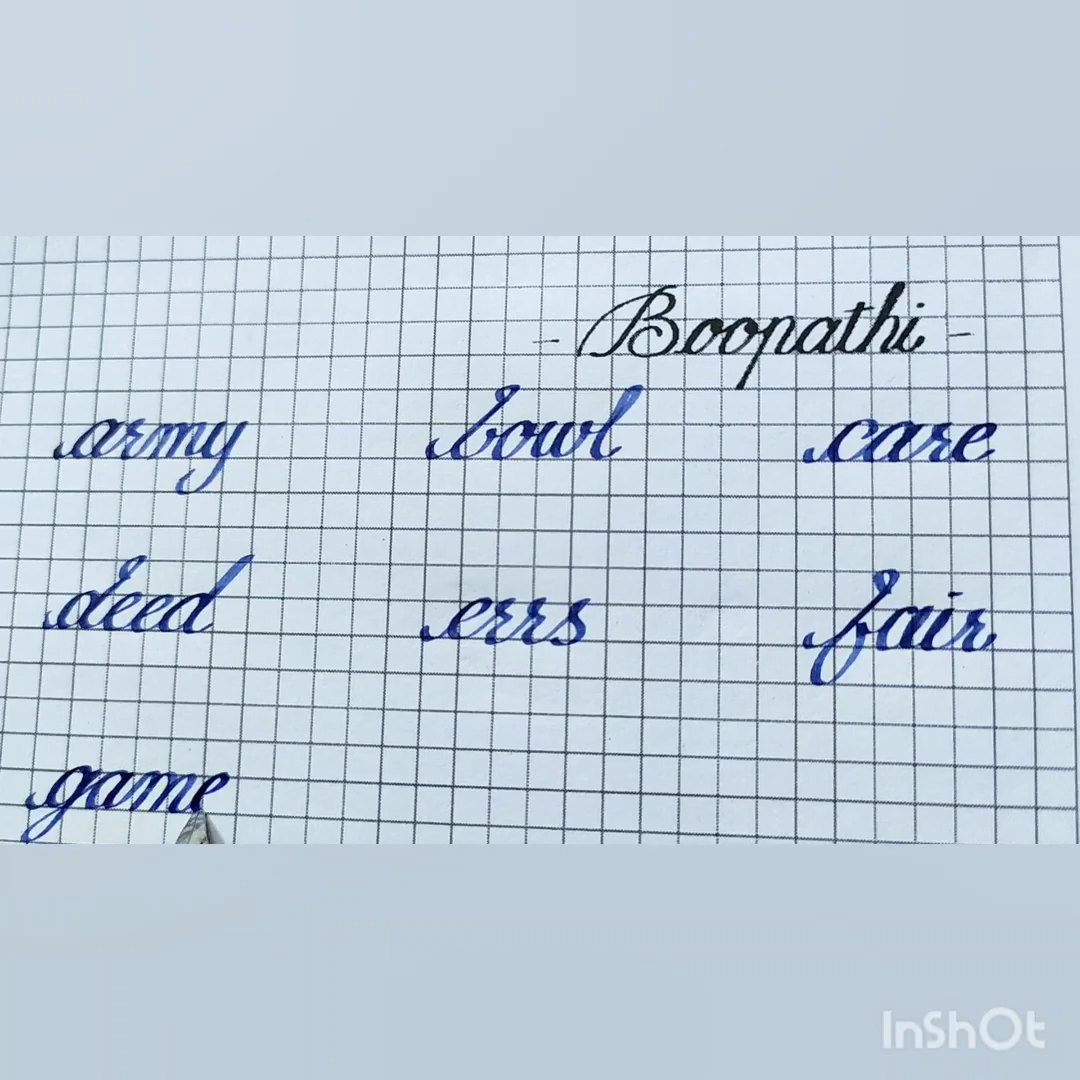 - Boopathi -
army bowl care
deed errs fair
game
InShOt